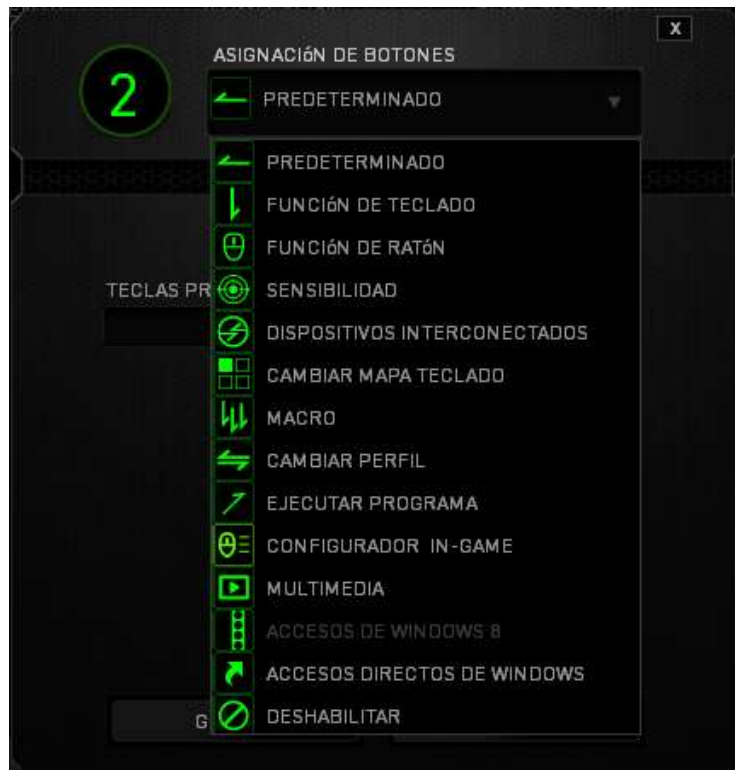 X
ASIGNACIóN DE BOTONES
2
PREDETERMINADO
PREDETERMINADO
FUNCIóN DE TECLADO
FUNCIóN DE RATóN
TECLAS PR
SENSIBILIDAD
DISPOSITIVOS INTERCONECTADOS
CAMBIAR MAPA TECLADO
MACRO
CAMBIAR PERFIL
EJECUTAR PROGRAMA
CONFIGURADOR IN-GAME
MULTIMEDIA
ACCESOS DE WINDOWS 8
ACCESOS DIRECTOS DE WINDOWS
G
DESHABILITAR